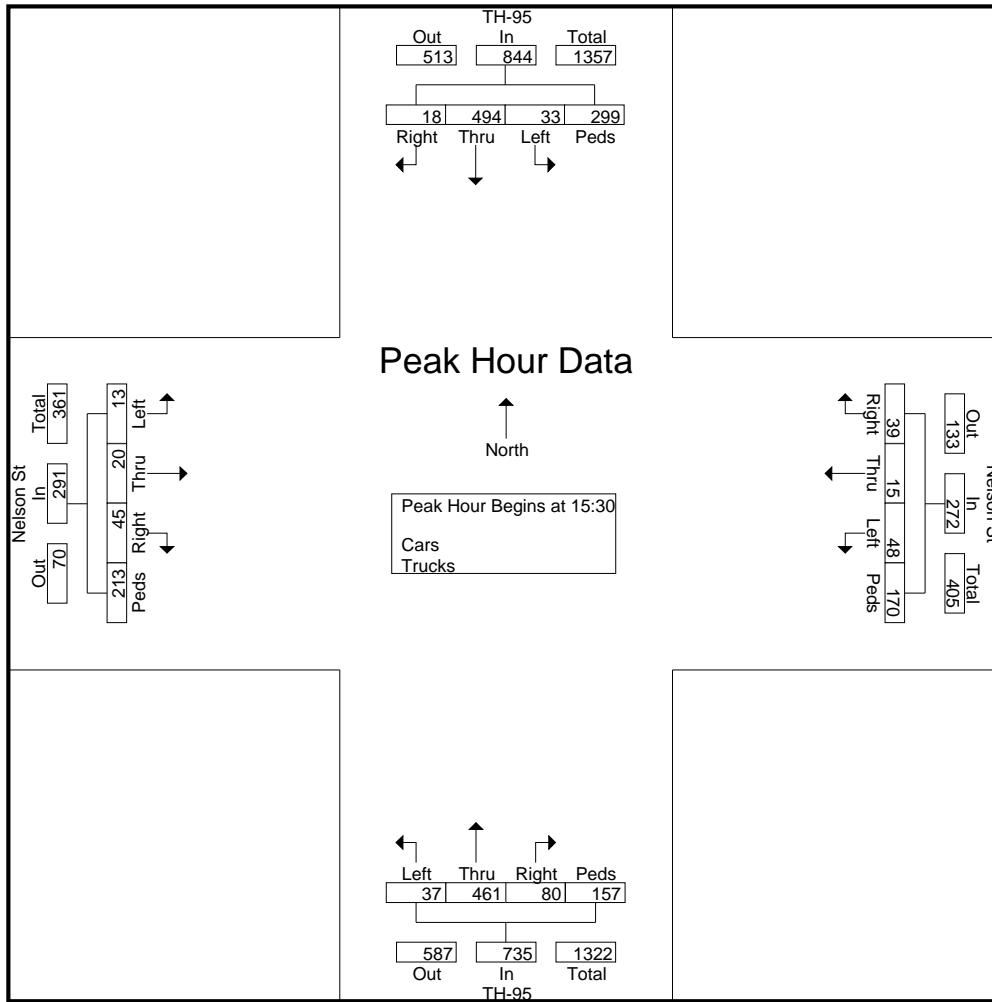 TH-95
Out In Total
513 844 1357
18 494 33 299
Right Thru Left Peds
Peak Hour Data
North
Peak Hour Begins at 15:30
Cars
Trucks
Nelson St
Total In Out
361 291 70
13 20 45 213
Left Thru Right Peds
Right Thru Left Peds
39 15 48 170
Out In Total
133 272 405
Nelson St
Left Thru Right Peds
37 461 80 157
587 735 1322
Out In Total
TH-95